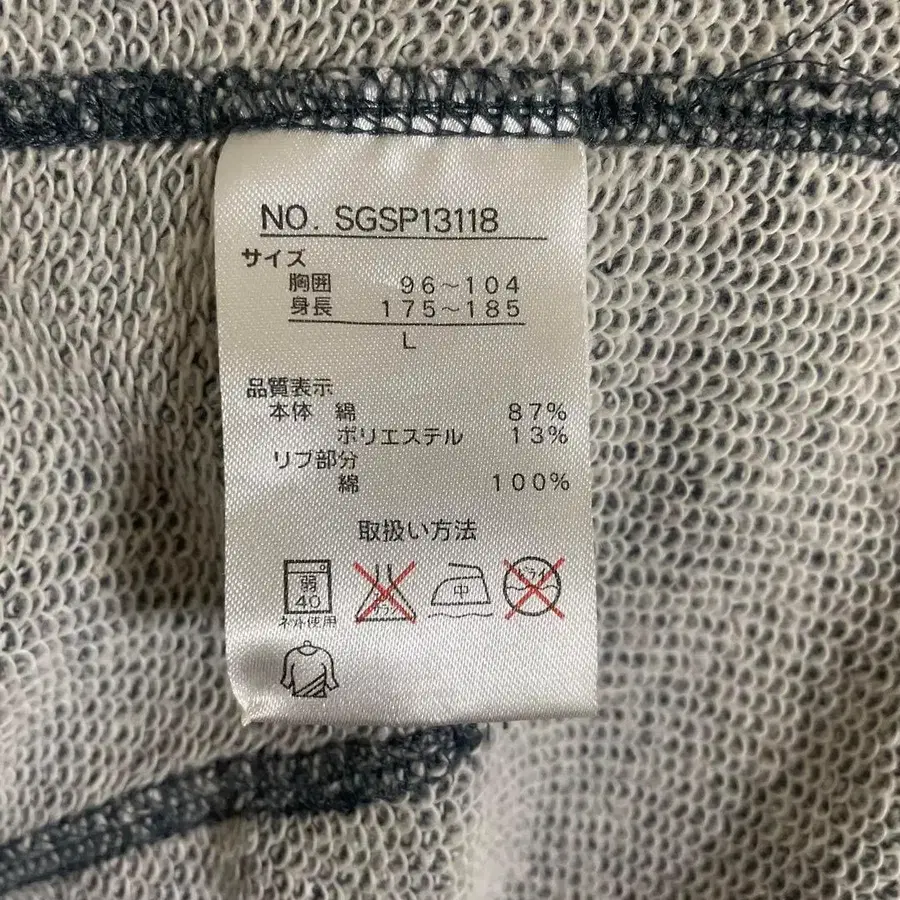 NO. SGSP13118
サイズ
胸囲 96～104
身長 175～185
L
品質表示
本体 綿 87%
ポリエステル 13%
リブ部分
綿 100%
取扱い方法
弱
40
ネット使用
中